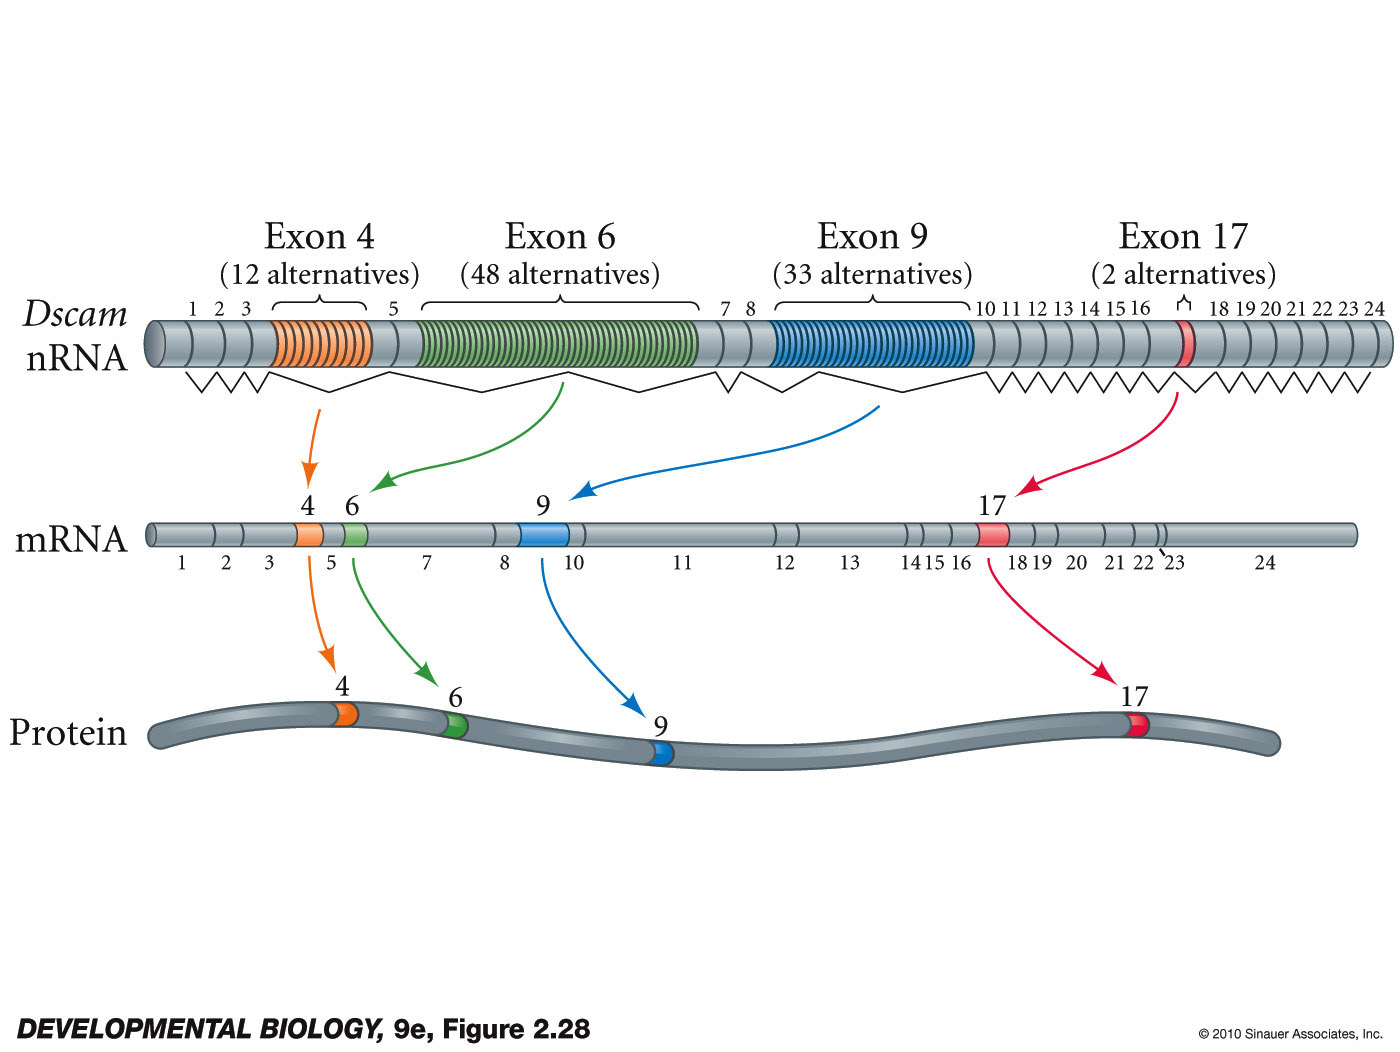 Exon 4 Exon 6 Exon 9 Exon 17
(12 alternatives) (48 alternatives) (33 alternatives) (2 alternatives)
1 2 3 5 7 8 10 11 12 13 14 15 16 18 19 20 21 22 23 24
Dscam
nRNA
4 6 9 17
mRNA
1 2 3 5 7 8 10 11 12 13 14 15 16 18 19 20 21 22 23 24
4 6 9 17
Protein
DEVELOPMENTAL BIOLOGY, 9e, Figure 2.28
© 2010 Sinauer Associates, Inc.